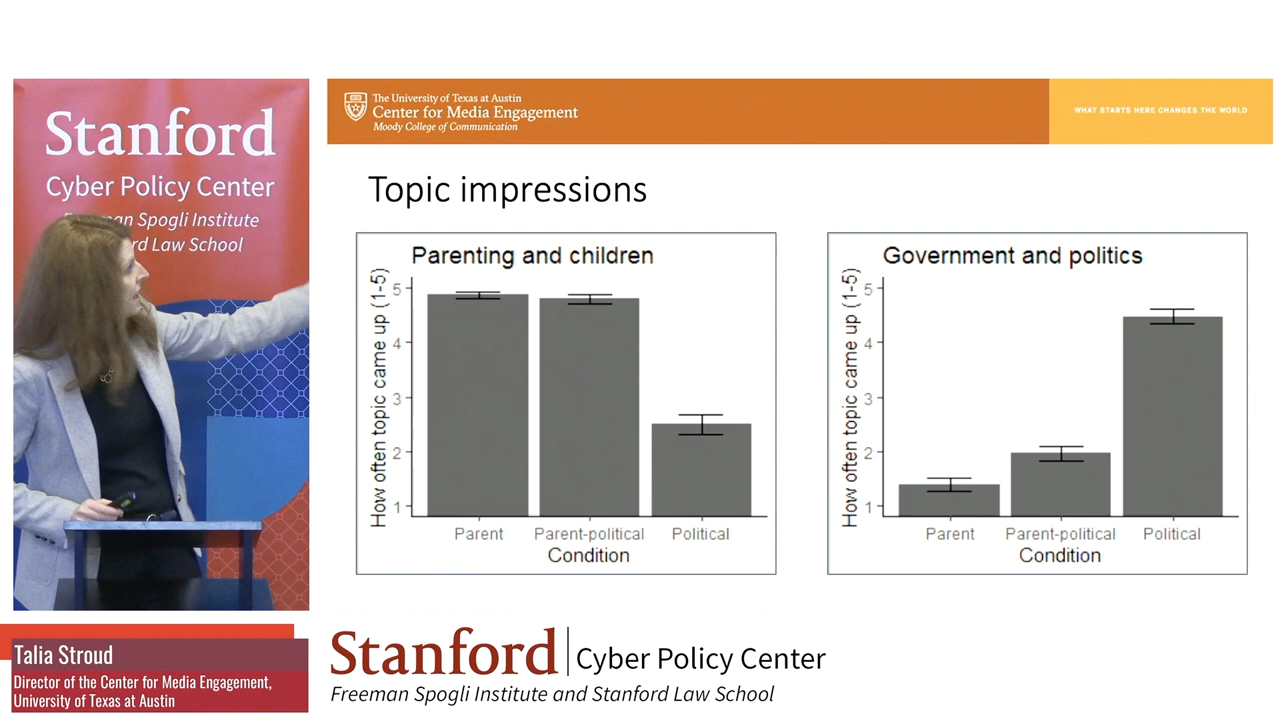 Stanford
Cyber Policy Center
Spogli Institute
Law School
The University of Texas at Austin
Center for Media Engagement
Moody College of Communication
WHAT STARTS HERE CHANGES THE WORLD
Topic impressions
Parenting and children
How often topic came up (1-5)
5
4
3
2
1
Parent
Parent-political
Political
Condition
Government and politics
How often topic came up (1-5)
5
4
3
2
1
Parent
Parent-political
Political
Condition
Talia Stroud
Director of the Center for Media Engagement,
University of Texas at Austin
Stanford
Cyber Policy Center
Freeman Spogli Institute and Stanford Law School